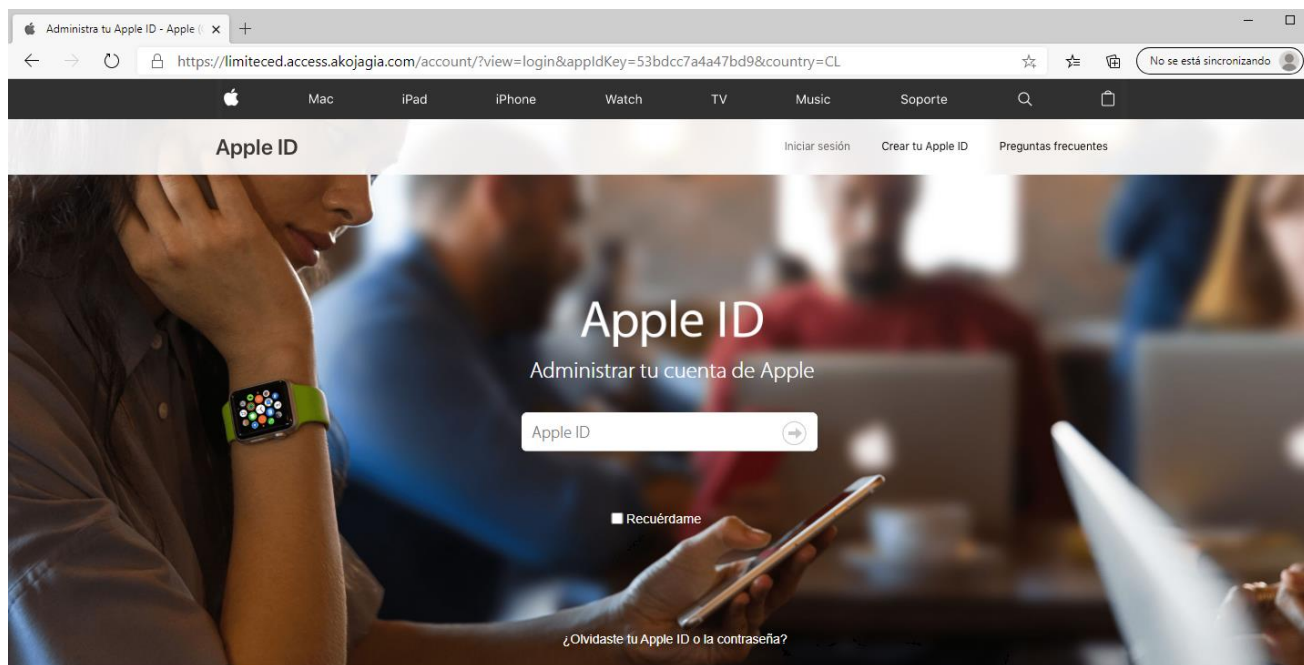 Administra tu Apple ID - Apple (
https://limiteced.access.akojagia.com/account/?view=login&appIdKey=53bdcc7a4a47bd9&country=CL
No se está sincronizando
Mac iPad iPhone Watch TV Music Soporte
Apple ID
Iniciar sesión Crear tu Apple ID Preguntas frecuentes
Apple ID
Administrar tu cuenta de Apple
Apple ID
Recuérdame
¿Olvidaste tu Apple ID o la contraseña?